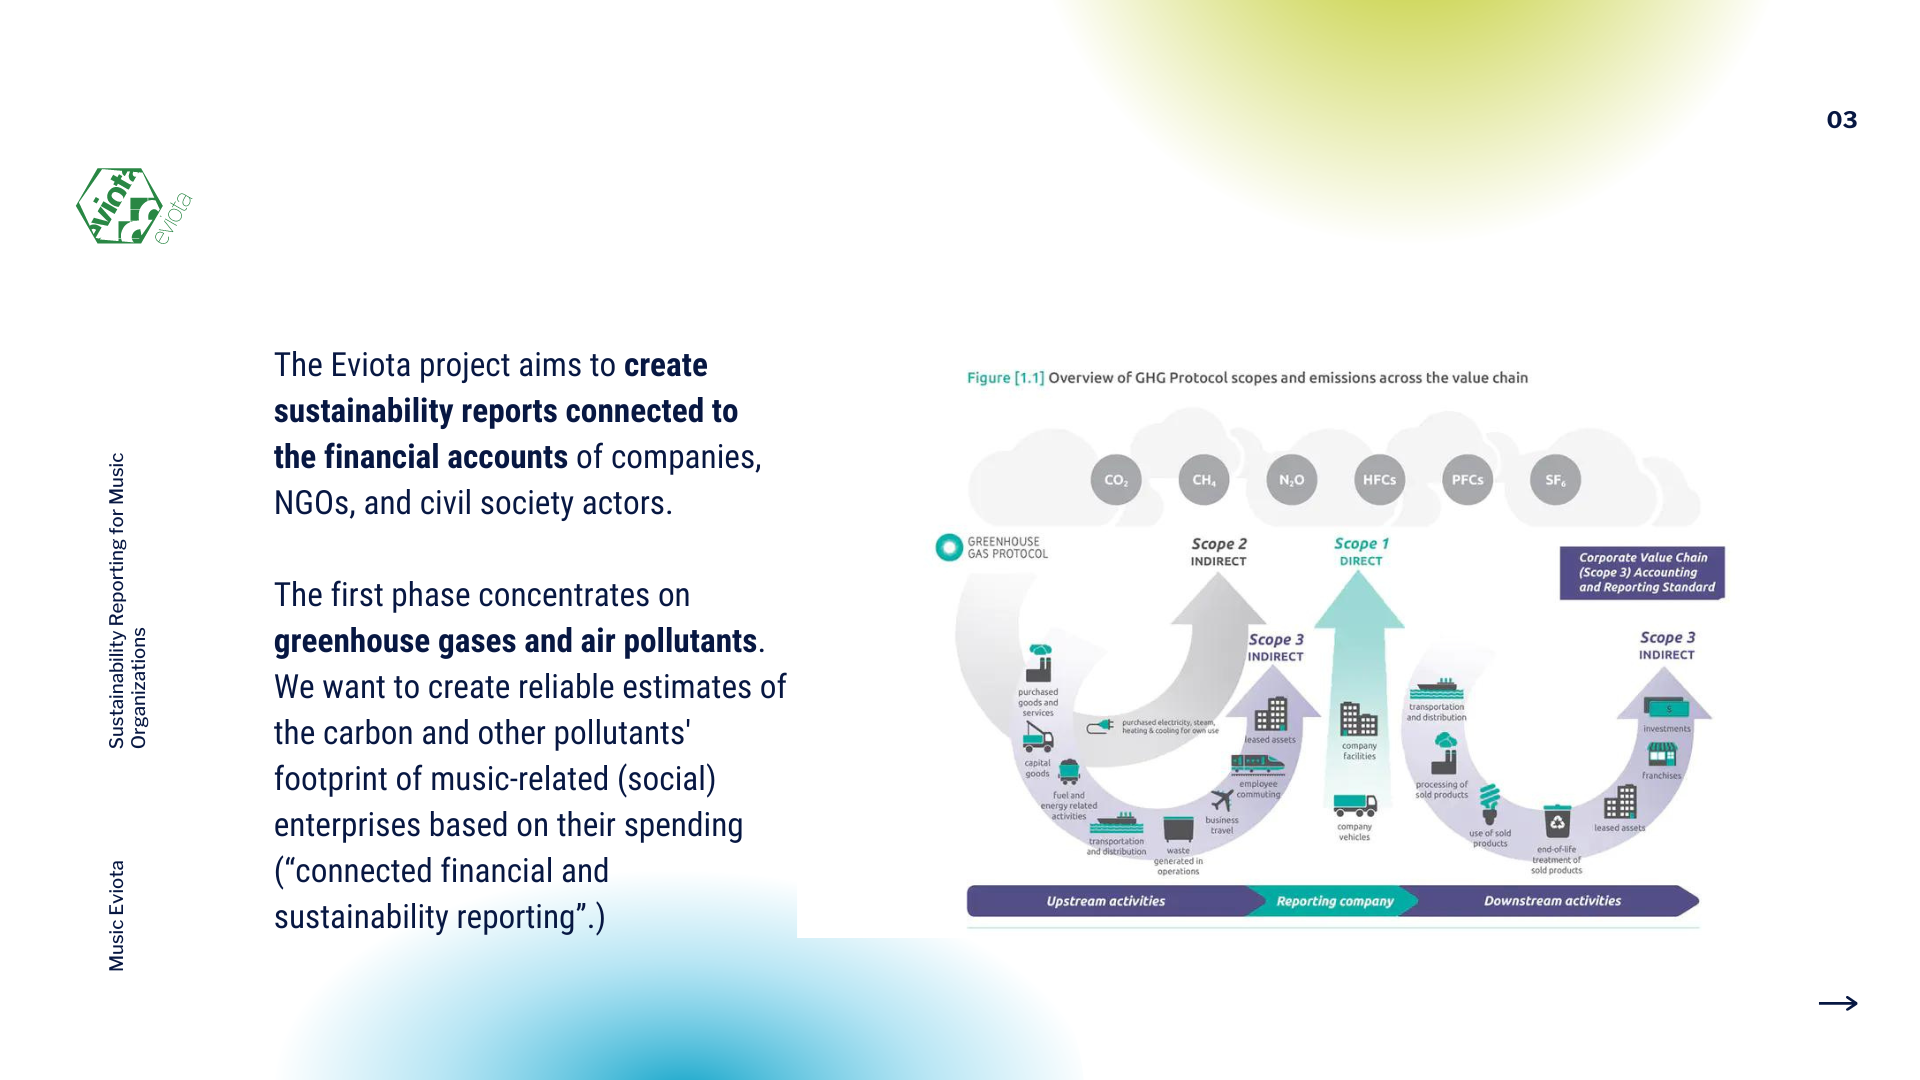 03
eviota
eviota
The Eviota project aims to create
sustainability reports connected to
the financial accounts of companies,
NGOs, and civil society actors.
The first phase concentrates on
greenhouse gases and air pollutants.
We want to create reliable estimates of
the carbon and other pollutants'
footprint of music-related (social)
enterprises based on their spending
(“connected financial and
sustainability reporting”.)
Sustainability Reporting for Music
Organizations
Music Eviota
Figure [1.1] Overview of GHG Protocol scopes and emissions across the value chain
CO₂
CH₄
N₂O
HFCs
PFCs
SF₆
GREENHOUSE
GAS PROTOCOL
Scope 2
INDIRECT
Scope 1
DIRECT
Corporate Value Chain
(Scope 3) Accounting
and Reporting Standard
Scope 3
INDIRECT
Scope 3
INDIRECT
purchased
goods and
services
capital
goods
fuel and
energy related
activities
transportation
and distribution
waste
generated in
operations
business
travel
employee
commuting
leased assets
purchased electricity, steam,
heating & cooling for own use
company
facilities
company
vehicles
transportation
and distribution
processing of
sold products
use of sold
products
end-of-life
treatment of
sold products
leased assets
franchises
investments
$
Upstream activities
Reporting company
Downstream activities